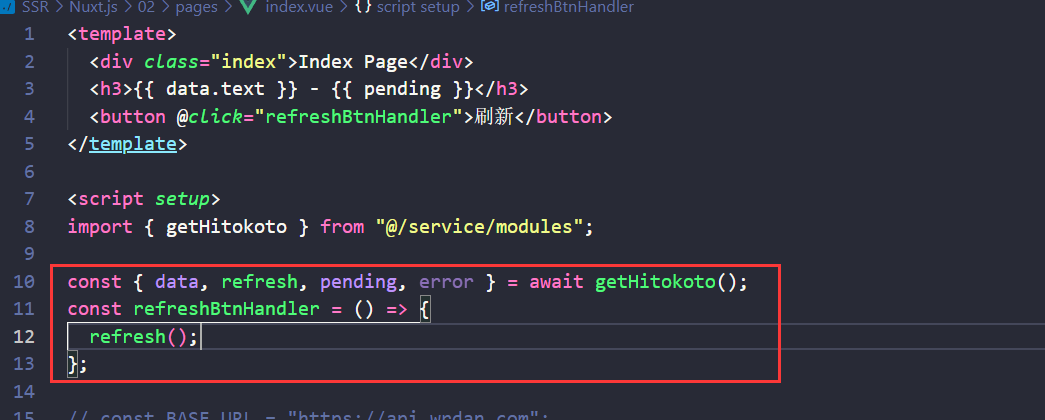 SSR > Nuxt.js > 02 > pages > index.vue > {} script setup > refreshBtnHandler
1 <template>
2 <div class="index">Index Page</div>
3 <h3>{{ data.text }} - {{ pending }}</h3>
4 <button @click="refreshBtnHandler">刷新</button>
5 </template>
6
7 <script setup>
8 import { getHitokoto } from "@/service/modules";
9
10 const { data, refresh, pending, error } = await getHitokoto();
11 const refreshBtnHandler = () => {
12 refresh();
13 };
14
15 // const BASE_URL = "https://api.wrdan.com";